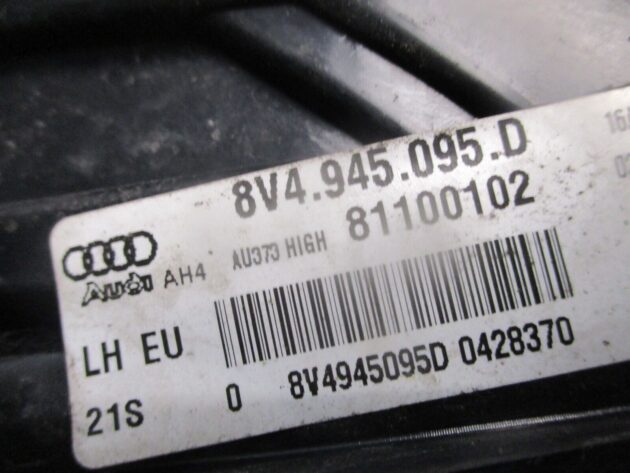 8V4.945.095.D
81100102
AU373 HIGH
Audi AH4
LH EU
21S
0 8V4945095D 0428370